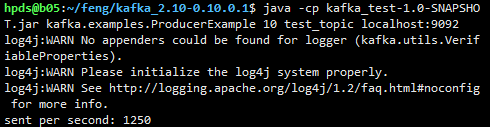 hpds@b05:~/feng/kafka_2.10-0.10.0.1$ java -cp kafka_test-1.0-SNAPSHO
T.jar kafka.examples.ProducerExample 10 test_topic localhost:9092
log4j:WARN No appenders could be found for logger (kafka.utils.Verif
iableProperties).
log4j:WARN Please initialize the log4j system properly.
log4j:WARN See http://logging.apache.org/log4j/1.2/faq.html#noconfig
 for more info.
sent per second: 1250